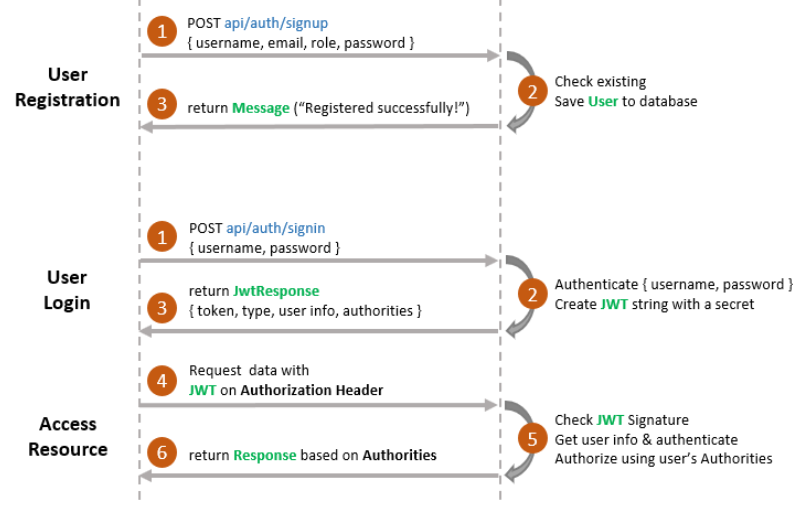 User
Registration
1
POST api/auth/signup
{ username, email, role, password }
2
Check existing
Save User to database
3
return Message (“Registered successfully!”)
User
Login
1
POST api/auth/signin
{ username, password }
2
Authenticate { username, password }
Create JWT string with a secret
3
return JwtResponse
{ token, type, user info, authorities }
Access
Resource
4
Request data with
JWT on Authorization Header
5
Check JWT Signature
Get user info & authenticate
Authorize using user’s Authorities
6
return Response based on Authorities